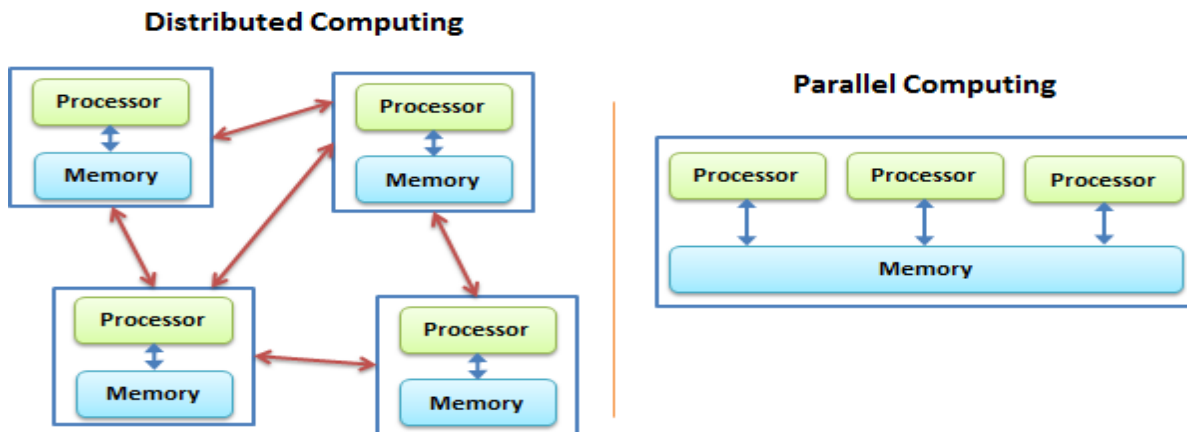 Distributed Computing
Processor
Memory
Processor
Memory
Processor
Memory
Processor
Memory
Parallel Computing
Processor
Processor
Processor
Memory